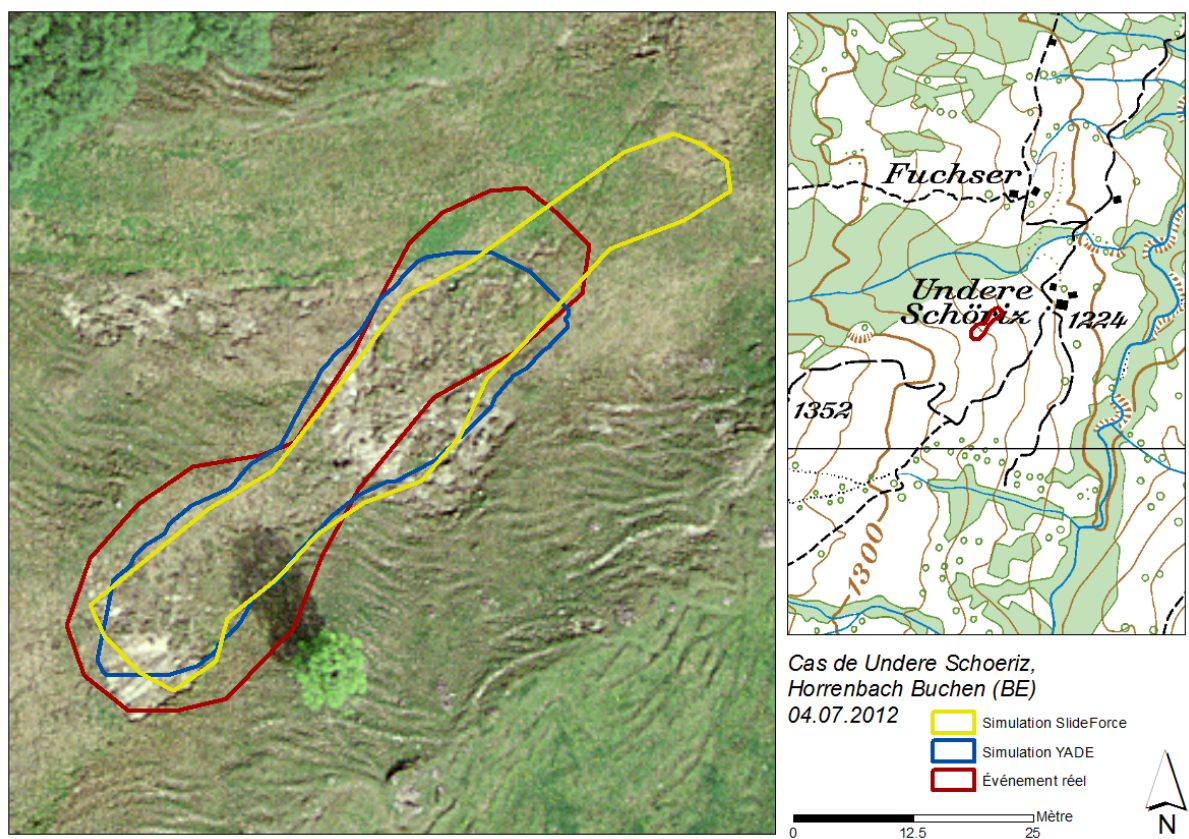 Fuchser
Undere
Schöriz
1224
1352
1300
Cas de Undere Schoeriz,
Horrenbach Buchen (BE)
04.07.2012
Simulation SlideForce
Simulation YADE
Événement réel
Mètre
0 12.5 25
N